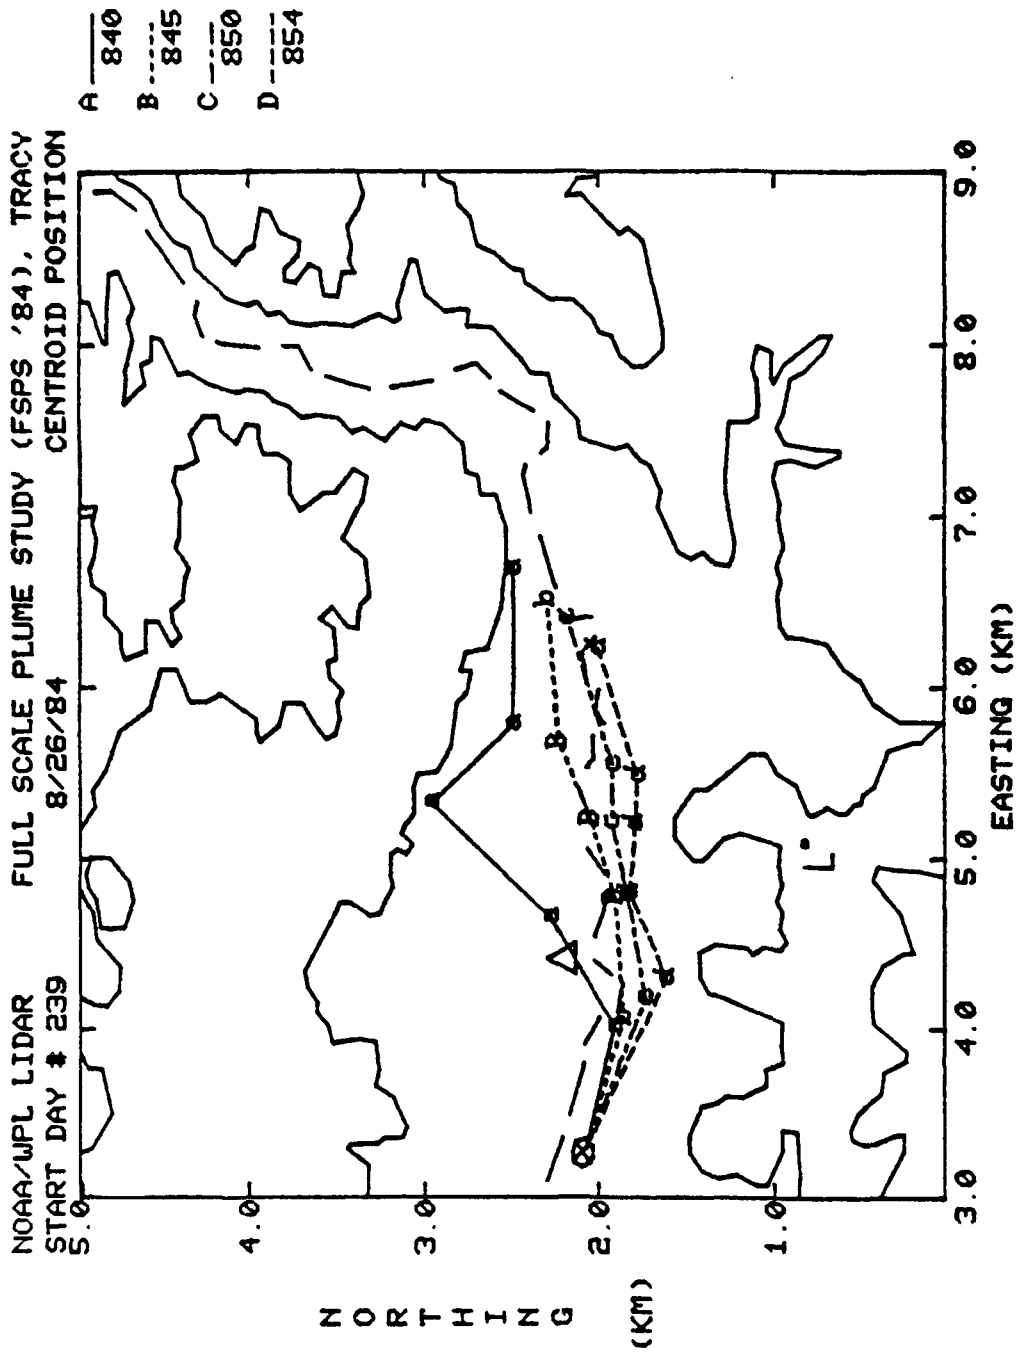 NOAA/WPL LIDAR FULL SCALE PLUME STUDY (FSPS '84), TRACY
START DAY # 239 8/26/84 CENTROID POSITION
A 840
B 845
C 850
D 854
5.0
4.0
3.0
2.0
1.0
NORTHING
(KM)
3.0 4.0 5.0 6.0 7.0 8.0 9.0
EASTING (KM)
L
b
B
B